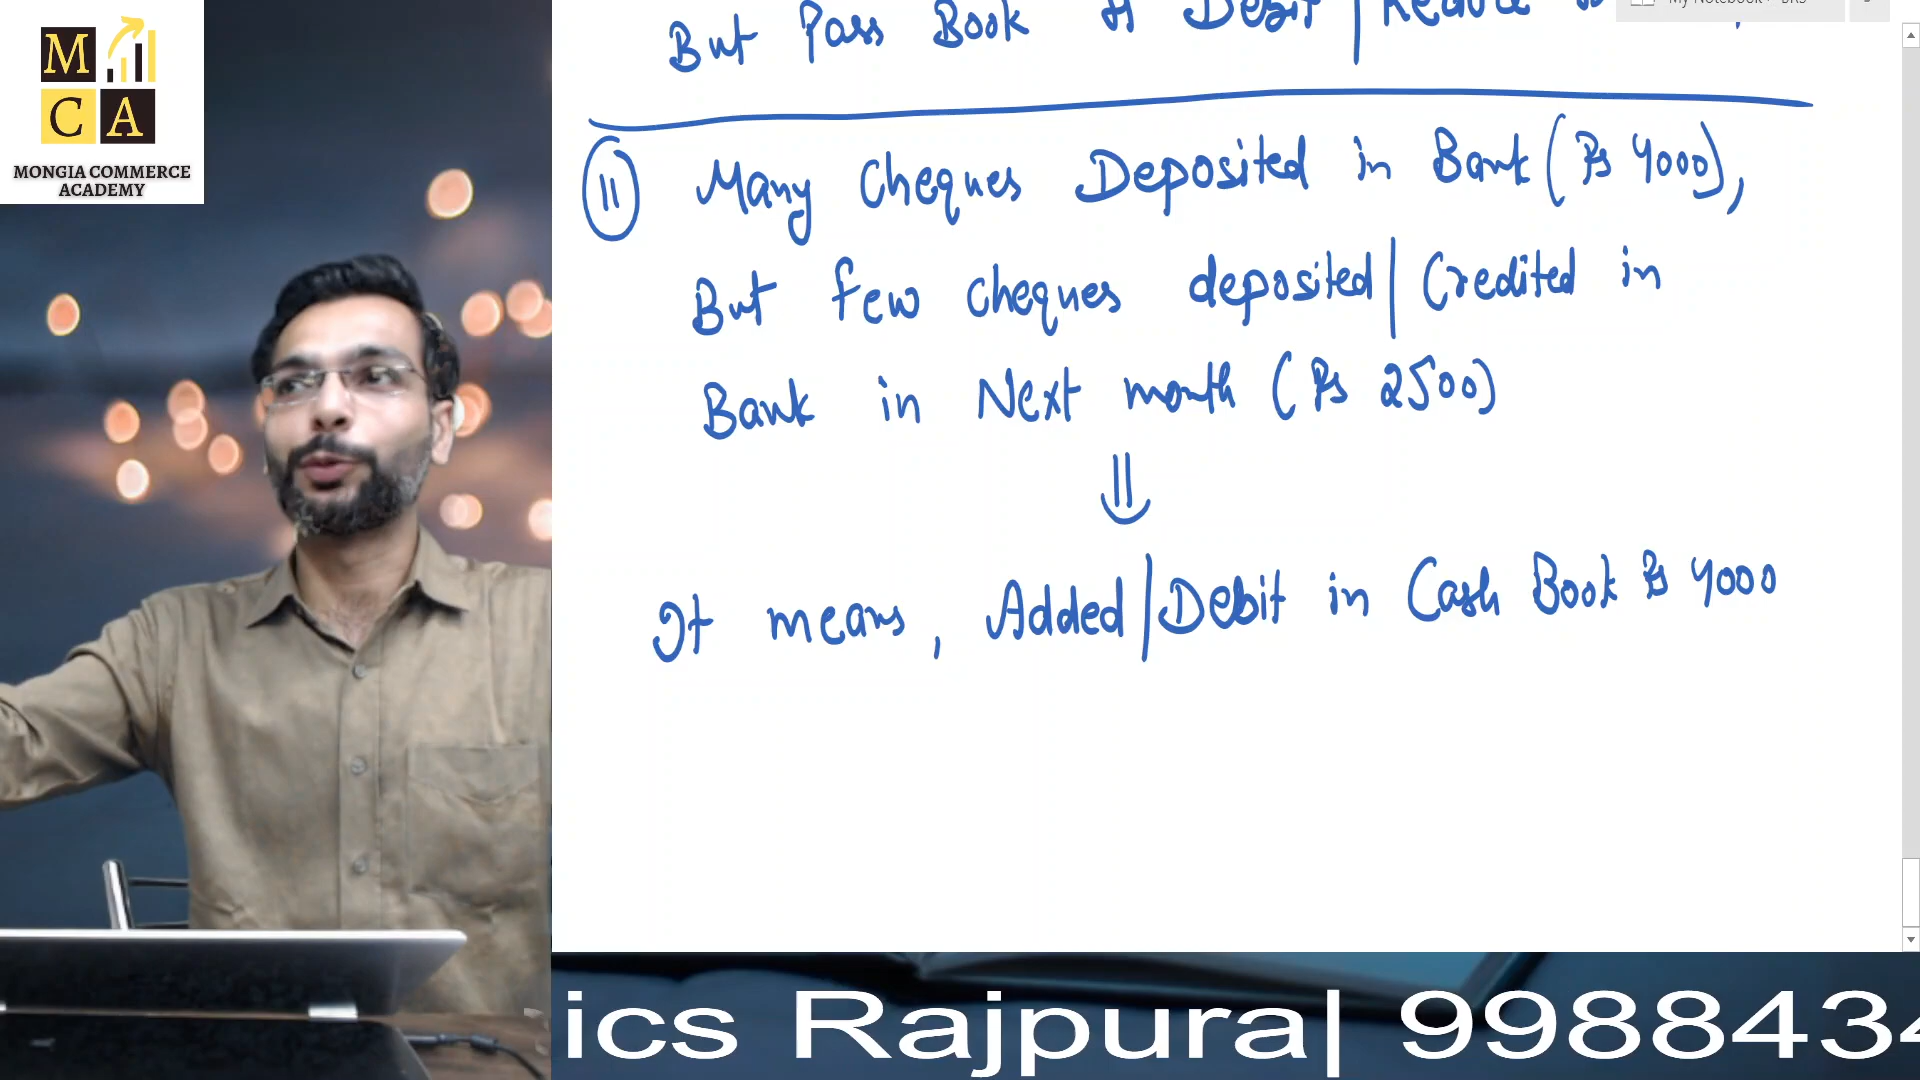 M
C A
MONGIA COMMERCE
ACADEMY
But Pass Book
11 Many Cheques Deposited in Bank (Rs 4000),
But few cheques deposited | Credited in
Bank in Next month (Rs 2500)
It means, Added | Debit in Cash Book Rs 4000
ics Rajpura| 998843